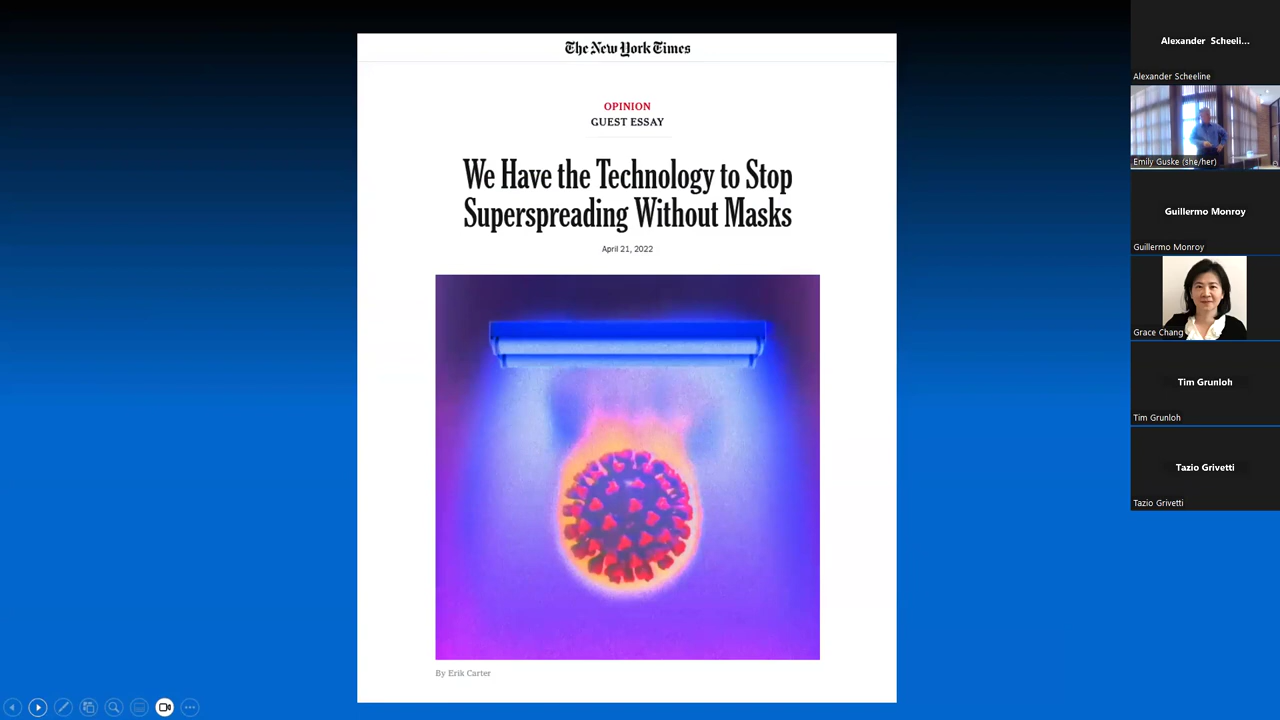 The New York Times
OPINION
GUEST ESSAY
We Have the Technology to Stop
Superspreading Without Masks
April 21, 2022
By Erik Carter
Alexander Scheeli...
Alexander Scheeline
Emily Guske (she/her)
Guillermo Monroy
Guillermo Monroy
Grace Chang
Tim Grunloh
Tim Grunloh
Tazio Grivetti
Tazio Grivetti